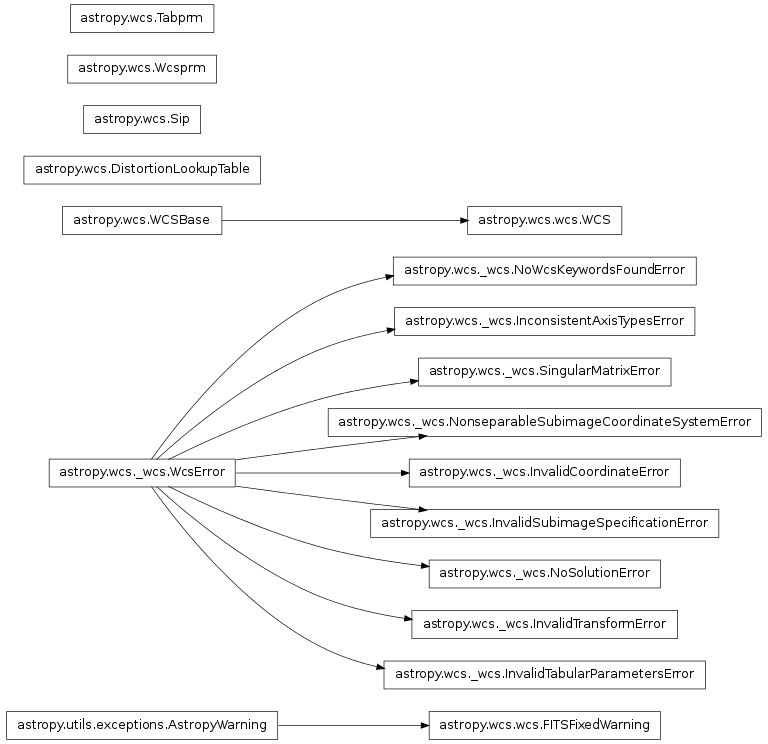 astropy.wcs.Tabprm
astropy.wcs.Wcsprm
astropy.wcs.Sip
astropy.wcs.DistortionLookupTable
astropy.wcs.WCSBase
astropy.wcs.wcs.WCS
astropy.wcs._wcs.NoWcsKeywordsFoundError
astropy.wcs._wcs.InconsistentAxisTypesError
astropy.wcs._wcs.SingularMatrixError
astropy.wcs._wcs.NonseparableSubimageCoordinateSystemError
astropy.wcs._wcs.WcsError
astropy.wcs._wcs.InvalidCoordinateError
astropy.wcs._wcs.InvalidSubimageSpecificationError
astropy.wcs._wcs.NoSolutionError
astropy.wcs._wcs.InvalidTransformError
astropy.wcs._wcs.InvalidTabularParametersError
astropy.utils.exceptions.AstropyWarning
astropy.wcs.wcs.FITSFixedWarning